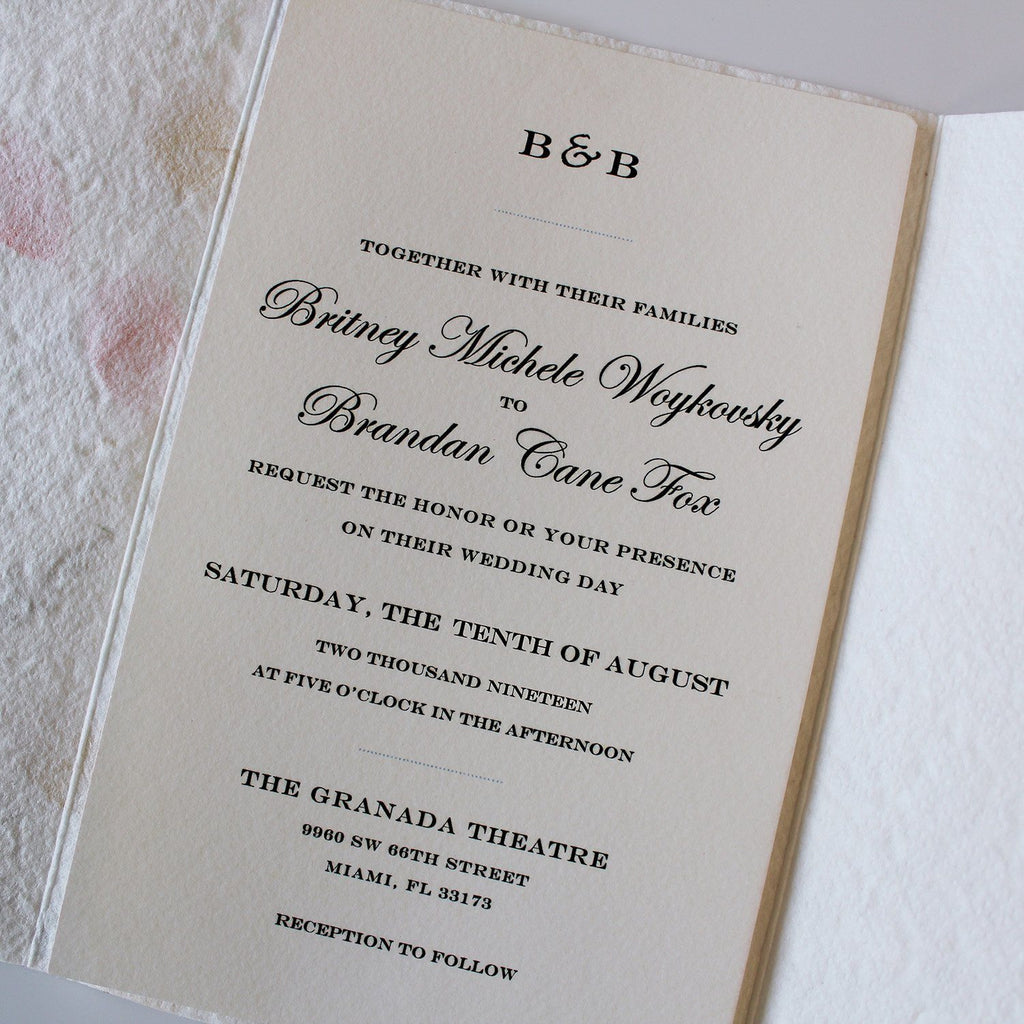 B & B
TOGETHER WITH THEIR FAMILIES
Britney Michele Woykovsky
TO
Brandan Cane Fox
REQUEST THE HONOR OR YOUR PRESENCE
ON THEIR WEDDING DAY
SATURDAY, THE TENTH OF AUGUST
TWO THOUSAND NINETEEN
AT FIVE O'CLOCK IN THE AFTERNOON
THE GRANADA THEATRE
9960 SW 66TH STREET
MIAMI, FL 33173
RECEPTION TO FOLLOW